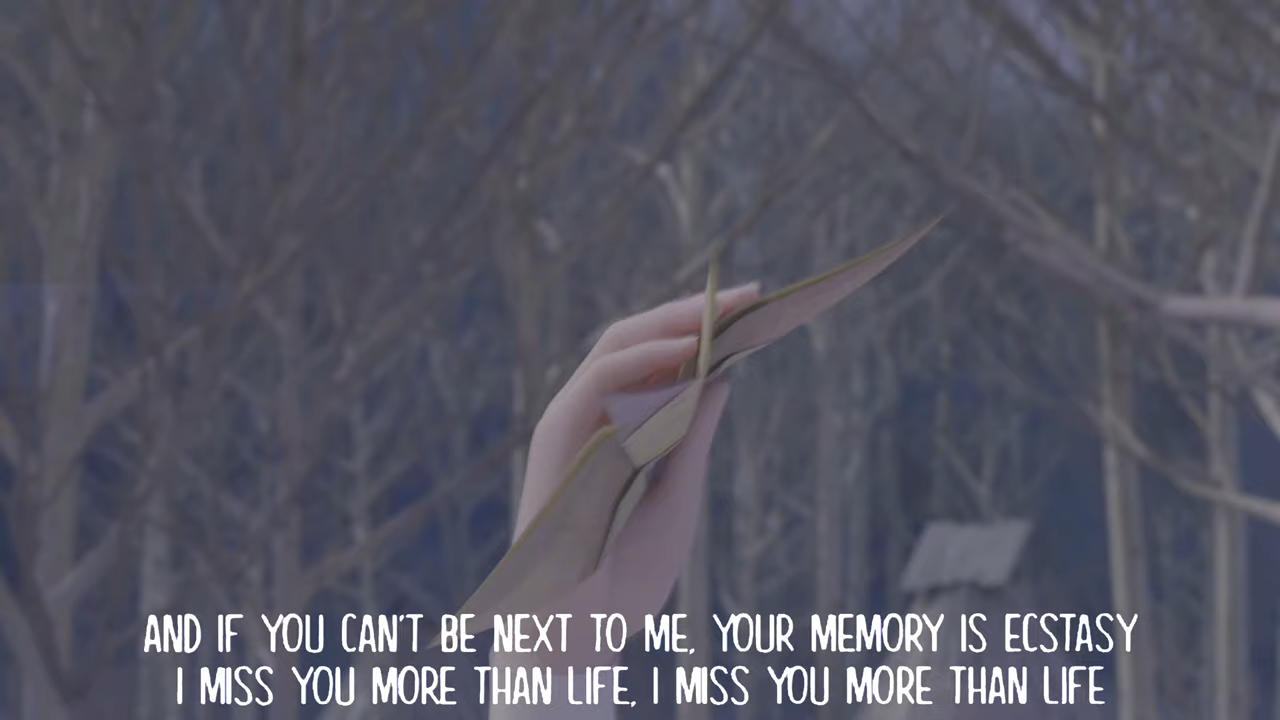 AND IF YOU CAN'T BE NEXT TO ME, YOUR MEMORY IS ECSTASY
I MISS YOU MORE THAN LIFE, I MISS YOU MORE THAN LIFE